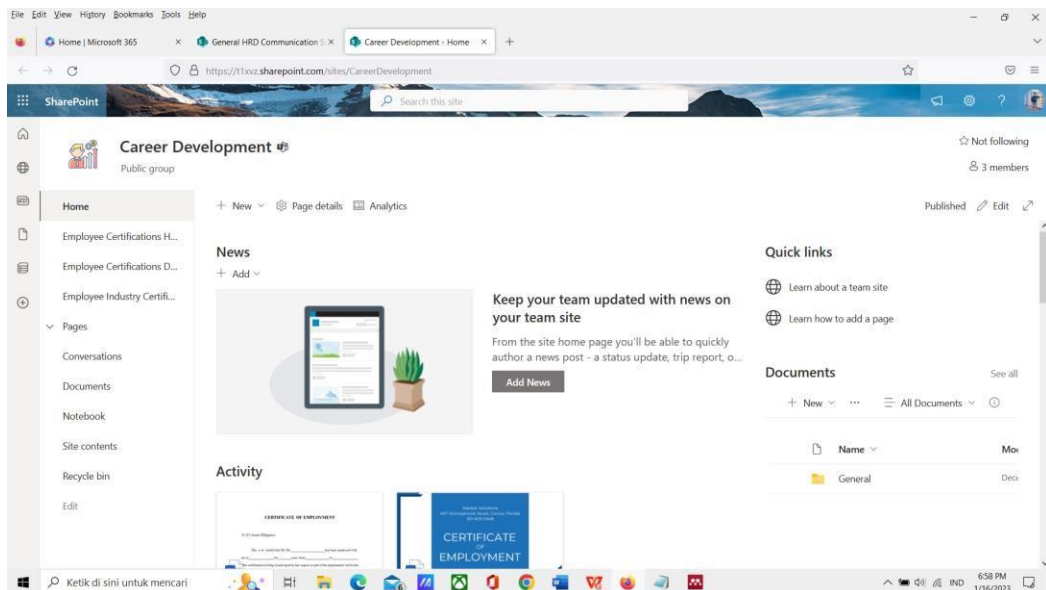 File Edit View History Bookmarks Tools Help
Home | Microsoft 365
General HRD Communication S
Career Development - Home
https://t1xvz.sharepoint.com/sites/CareerDevelopment
SharePoint
Search this site
Career Development
Public group
Not following
3 members
Home
+ New
Page details
Analytics
Published
Edit
Employee Certifications H...
Employee Certifications D...
Employee Industry Certifi...
Pages
Conversations
Documents
Notebook
Site contents
Recycle bin
Edit
News
+ Add
Keep your team updated with news on
your team site
From the site home page you'll be able to quickly
author a news post - a status update, trip report, o...
Add News
Quick links
Learn about a team site
Learn how to add a page
Documents
See all
+ New
All Documents
Name
General
Activity
CERTIFICATE OF EMPLOYMENT
CERTIFICATE
OF
EMPLOYMENT
Ketik di sini untuk mencari
IND
6:58 PM
1/16/2023